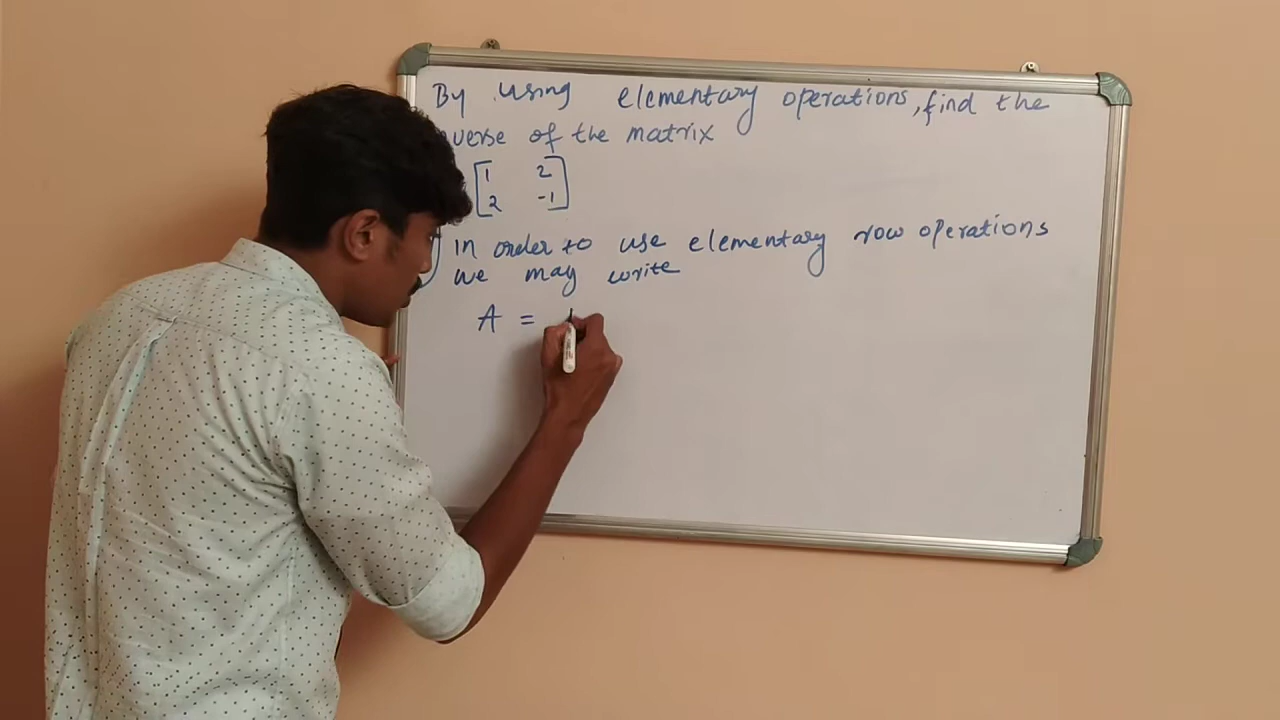 By using elementary operations, find the
verse of the matrix
1 2
2 -1
In order to use elementary row operations
we may write
A =